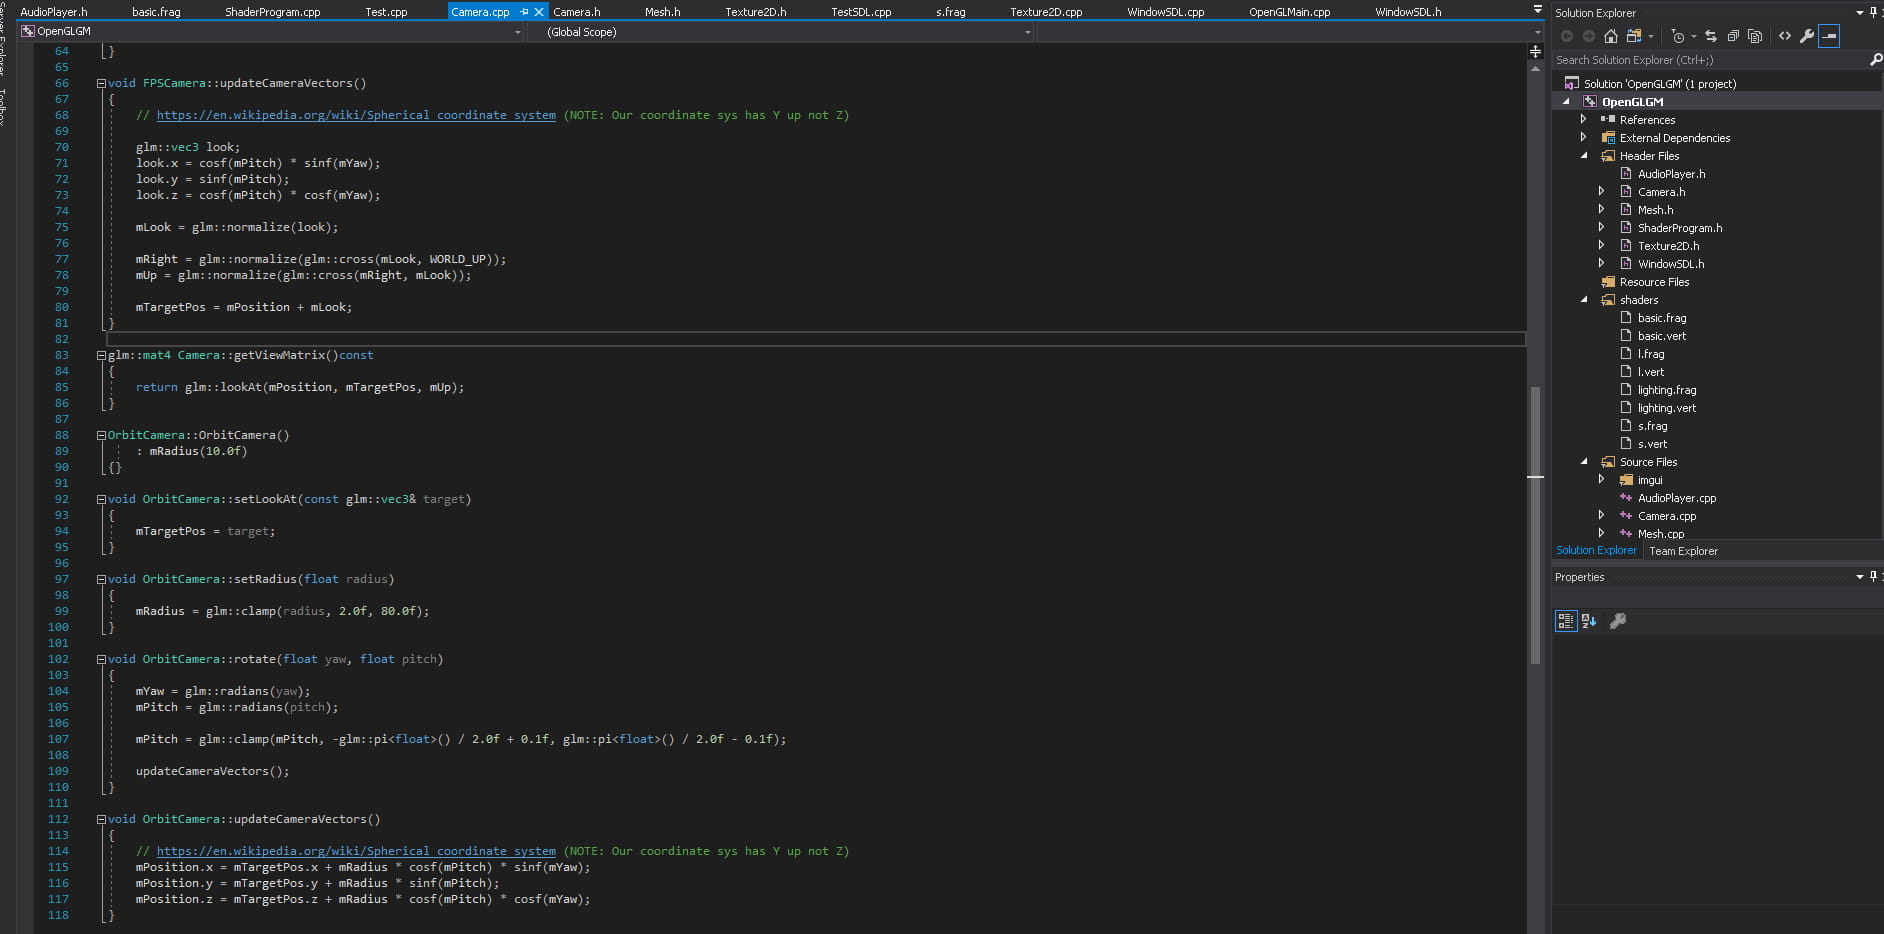 AudioPlayer.h basic.frag ShaderProgram.cpp Test.cpp Camera.cpp Camera.h Mesh.h Texture2D.h TestSDL.cpp s.frag Texture2D.cpp WindowSDL.cpp OpenGLMain.cpp WindowSDL.h
OpenGLGM (Global Scope)
Server Explorer
Toolbox
64 }
65
66 void FPSCamera::updateCameraVectors()
67 {
68 // https://en.wikipedia.org/wiki/Spherical_coordinate_system (NOTE: Our coordinate sys has Y up not Z)
69
70 glm::vec3 look;
71 look.x = cosf(mPitch) * sinf(mYaw);
72 look.y = sinf(mPitch);
73 look.z = cosf(mPitch) * cosf(mYaw);
74
75 mLook = glm::normalize(look);
76
77 mRight = glm::normalize(glm::cross(mLook, WORLD_UP));
78 mUp = glm::normalize(glm::cross(mRight, mLook));
79
80 mTargetPos = mPosition + mLook;
81 }
82
83 glm::mat4 Camera::getViewMatrix()const
84 {
85 return glm::lookAt(mPosition, mTargetPos, mUp);
86 }
87
88 OrbitCamera::OrbitCamera()
89 : mRadius(10.0f)
90 {}
91
92 void OrbitCamera::setLookAt(const glm::vec3& target)
93 {
94 mTargetPos = target;
95 }
96
97 void OrbitCamera::setRadius(float radius)
98 {
99 mRadius = glm::clamp(radius, 2.0f, 80.0f);
100 }
101
102 void OrbitCamera::rotate(float yaw, float pitch)
103 {
104 mYaw = glm::radians(yaw);
105 mPitch = glm::radians(pitch);
106
107 mPitch = glm::clamp(mPitch, -glm::pi<float>() / 2.0f + 0.1f, glm::pi<float>() / 2.0f - 0.1f);
108
109 updateCameraVectors();
110 }
111
112 void OrbitCamera::updateCameraVectors()
113 {
114 // https://en.wikipedia.org/wiki/Spherical_coordinate_system (NOTE: Our coordinate sys has Y up not Z)
115 mPosition.x = mTargetPos.x + mRadius * cosf(mPitch) * sinf(mYaw);
116 mPosition.y = mTargetPos.y + mRadius * sinf(mPitch);
117 mPosition.z = mTargetPos.z + mRadius * cosf(mPitch) * cosf(mYaw);
118 }
Solution Explorer
Search Solution Explorer (Ctrl+;)
Solution 'OpenGLGM' (1 project)
OpenGLGM
References
External Dependencies
Header Files
AudioPlayer.h
Camera.h
Mesh.h
ShaderProgram.h
Texture2D.h
WindowSDL.h
Resource Files
shaders
basic.frag
basic.vert
l.frag
l.vert
lighting.frag
lighting.vert
s.frag
s.vert
Source Files
imgui
AudioPlayer.cpp
Camera.cpp
Mesh.cpp
Solution Explorer Team Explorer
Properties